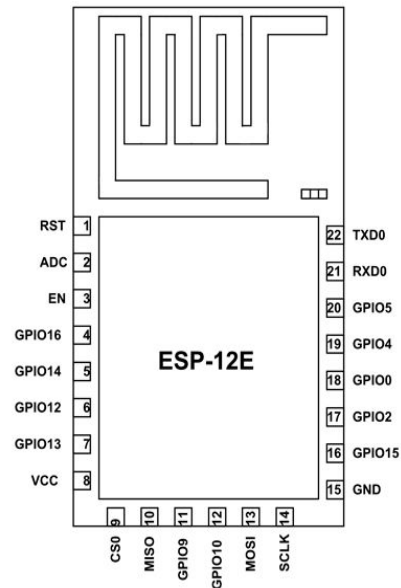 RST 1
ADC 2
EN 3
GPIO16 4
GPIO14 5
GPIO12 6
GPIO13 7
VCC 8
ESP-12E
22 TXD0
21 RXD0
20 GPIO5
19 GPIO4
18 GPIO0
17 GPIO2
16 GPIO15
15 GND
9 CS0
10 MISO
11 GPIO9
12 GPIO10
13 MOSI
14 SCLK